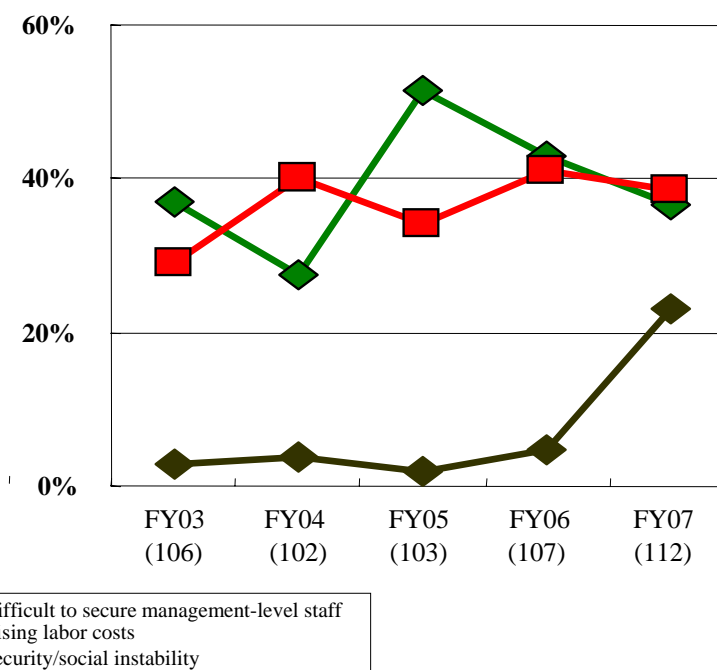 60%
40%
20%
0%
FY03 FY04 FY05 FY06 FY07
(106) (102) (103) (107) (112)
ifficult to secure management-level staff
ising labor costs
ecurity/social instability